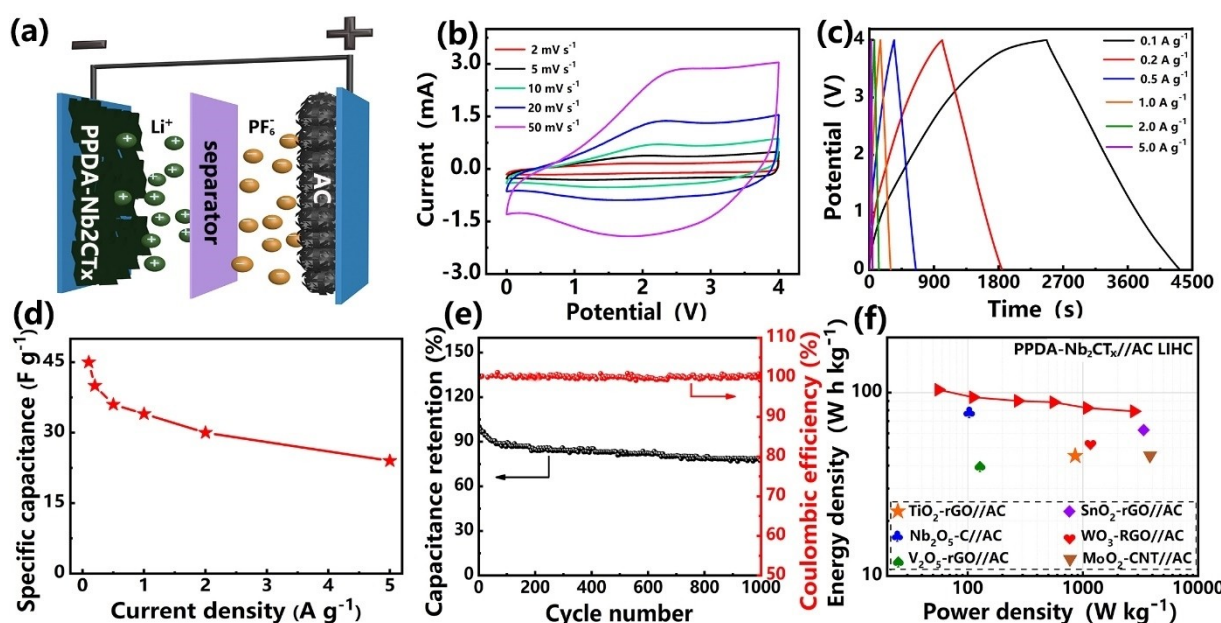 (a)
PPDA-Nb2CTx
Li⁺
separator
PF₆⁻
AC
(b)
2 mV s⁻¹
5 mV s⁻¹
10 mV s⁻¹
20 mV s⁻¹
50 mV s⁻¹
Current (mA)
3.0
1.5
0.0
-1.5
-3.0
0 1 2 3 4
Potential (V)
(c)
0.1 A g⁻¹
0.2 A g⁻¹
0.5 A g⁻¹
1.0 A g⁻¹
2.0 A g⁻¹
5.0 A g⁻¹
Potential (V)
4
3
2
1
0
0 900 1800 2700 3600 4500
Time (s)
(d)
Specific capacitance (F g⁻¹)
45
30
15
0
0 1 2 3 4 5
Current density (A g⁻¹)
(e)
Capacitance retention (%)
150
120
90
60
30
0
0 200 400 600 800 1000
Cycle number
110
100
90
80
70
60
50
Coulombic efficiency (%)
(f)
PPDA-Nb₂CTₓ//AC LIHC
Energy density (W h kg⁻¹)
100
10
TiO₂-rGO//AC
SnO₂-rGO//AC
Nb₂O₅-C//AC
WO₃-RGO//AC
V₂O₅-rGO//AC
MoO₂-CNT//AC
100 1000 10000
Power density (W kg⁻¹)